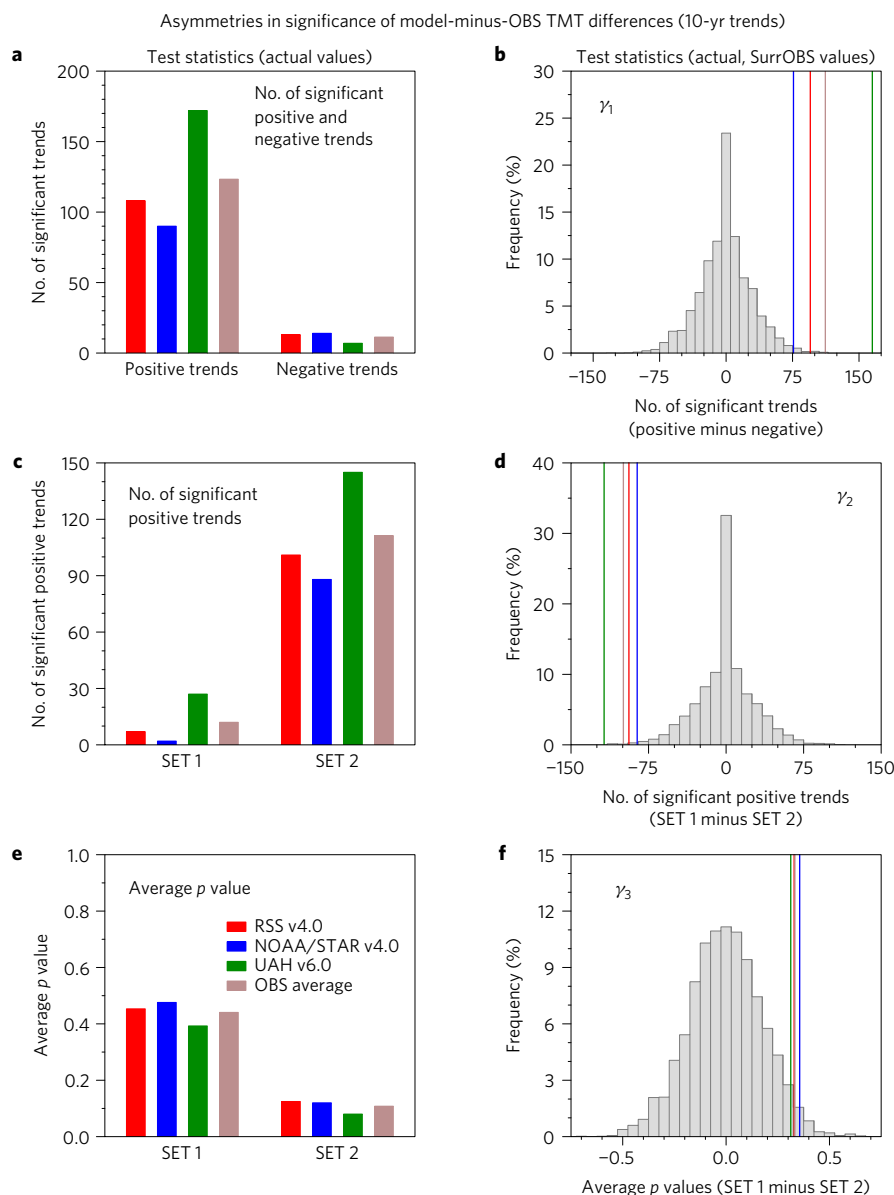 Asymmetries in significance of model-minus-OBS TMT differences (10-yr trends)
a
Test statistics (actual values)
No. of significant trends
200
150
100
50
0
No. of significant
positive and
negative trends
Positive trends
Negative trends
b
Test statistics (actual, SurrOBS values)
Frequency (%)
30
25
20
15
10
5
0
γ1
−150
−75
0
75
150
No. of significant trends
(positive minus negative)
c
No. of significant positive trends
150
120
90
60
30
0
No. of significant
positive trends
SET 1
SET 2
d
Frequency (%)
40
30
20
10
0
γ2
−150
−75
0
75
150
No. of significant positive trends
(SET 1 minus SET 2)
e
Average p value
1.0
0.8
0.6
0.4
0.2
0.0
Average p value
RSS v4.0
NOAA/STAR v4.0
UAH v6.0
OBS average
SET 1
SET 2
f
Frequency (%)
15
12
9
6
3
0
γ3
−0.5
0.0
0.5
Average p values (SET 1 minus SET 2)